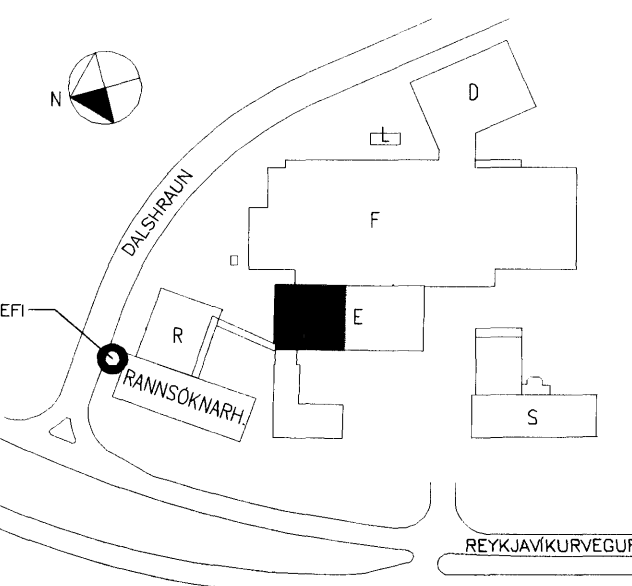 N
D
L
DALSHRAUN
F
EFI
E
R
RANNSÓKNARH.
S
REYKJAVÍKURVEGUR